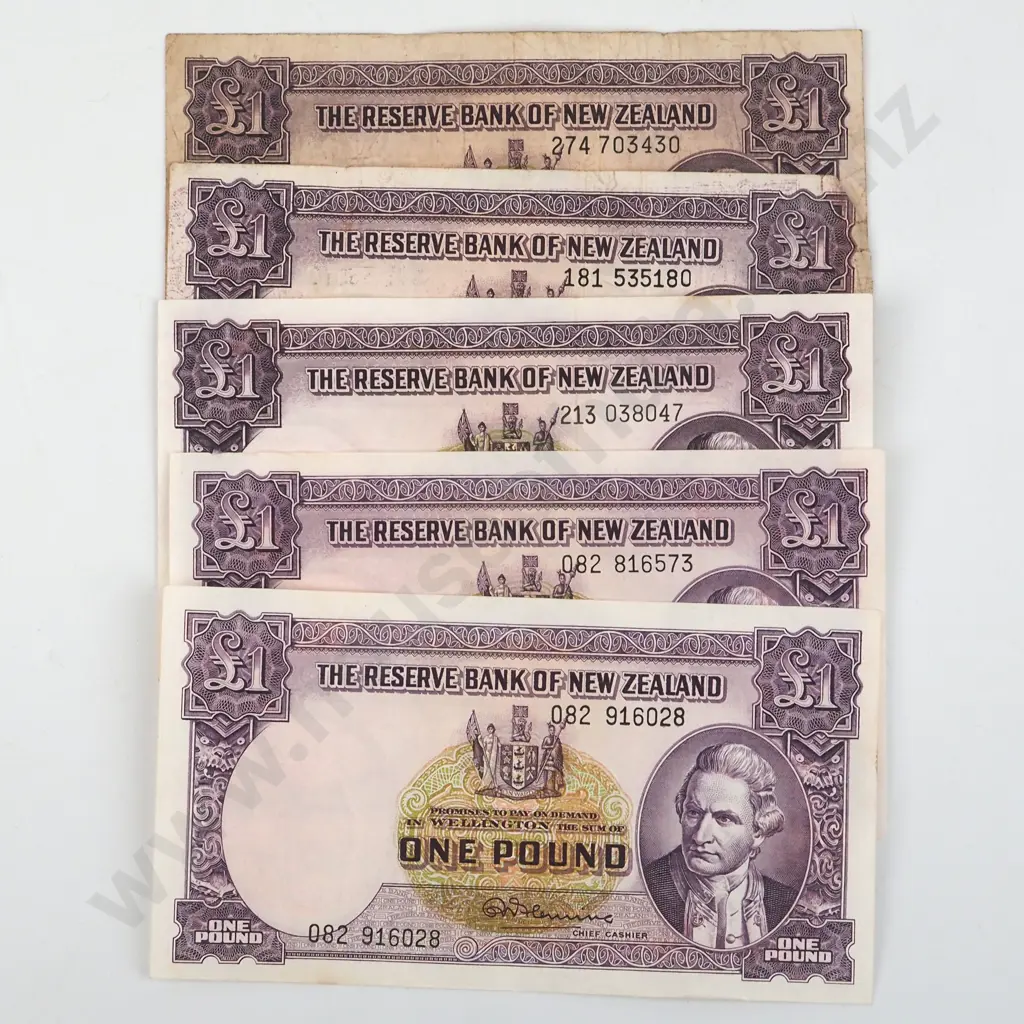 £1 THE RESERVE BANK OF NEW ZEALAND £1
274 703430
£1 THE RESERVE BANK OF NEW ZEALAND £1
181 535180
£1 THE RESERVE BANK OF NEW ZEALAND £1
213 038047
£1 THE RESERVE BANK OF NEW ZEALAND £1
082 816573
£1 THE RESERVE BANK OF NEW ZEALAND £1
082 916028
PROMISES TO PAY ON DEMAND
IN WELLINGTON THE SUM OF
ONE POUND
CHIEF CASHIER
ONE POUND
082 916028
ONE POUND